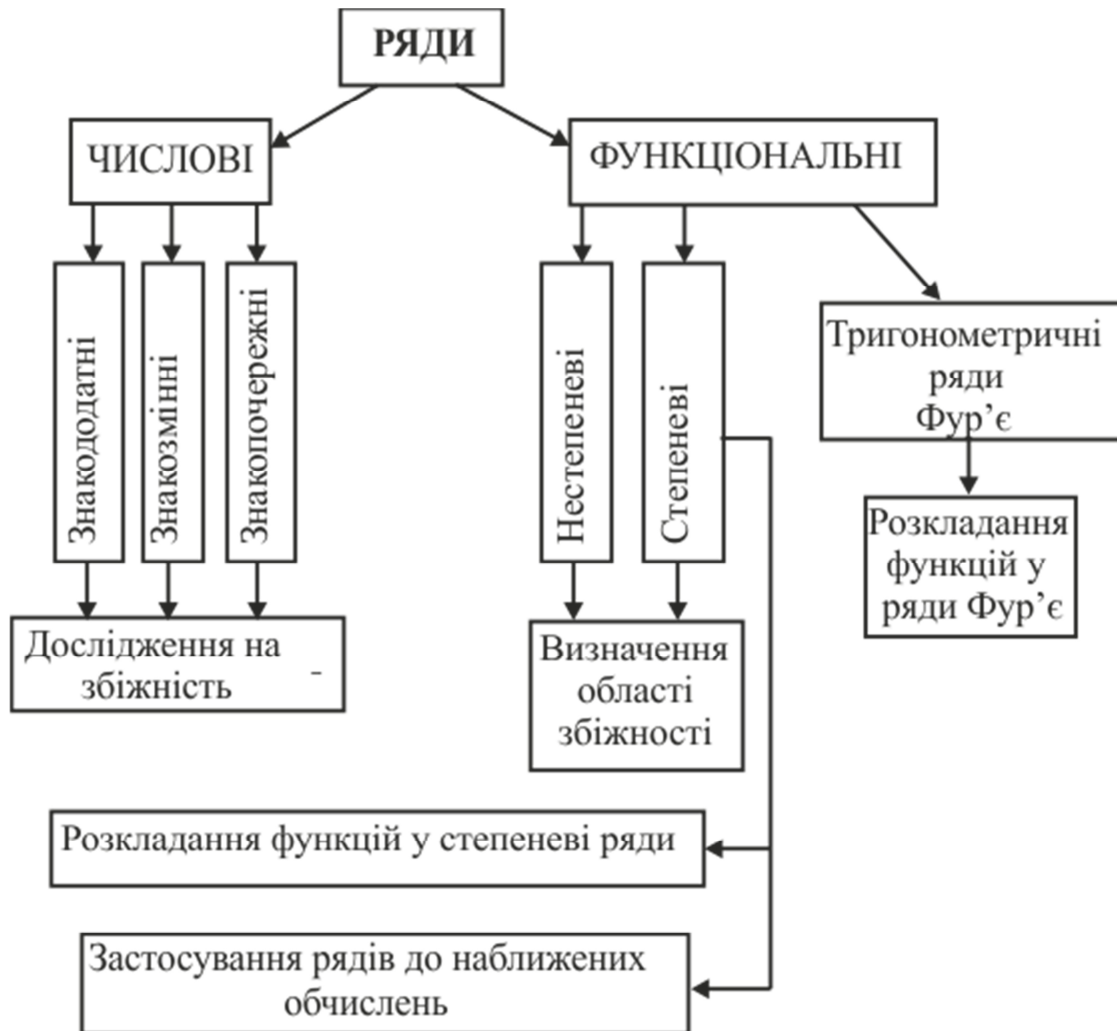 РЯДИ
ЧИСЛОВІ
ФУНКЦІОНАЛЬНІ
Знакододатні
Знакозмінні
Знакопочережні
Нестепеневі
Степеневі
Тригонометричні
ряди
Фур’є
Розкладання
функцій у
ряди Фур’є
Дослідження на
збіжність -
Визначення
області
збіжності
Розкладання функцій у степеневі ряди
Застосування рядів до наближених
обчислень